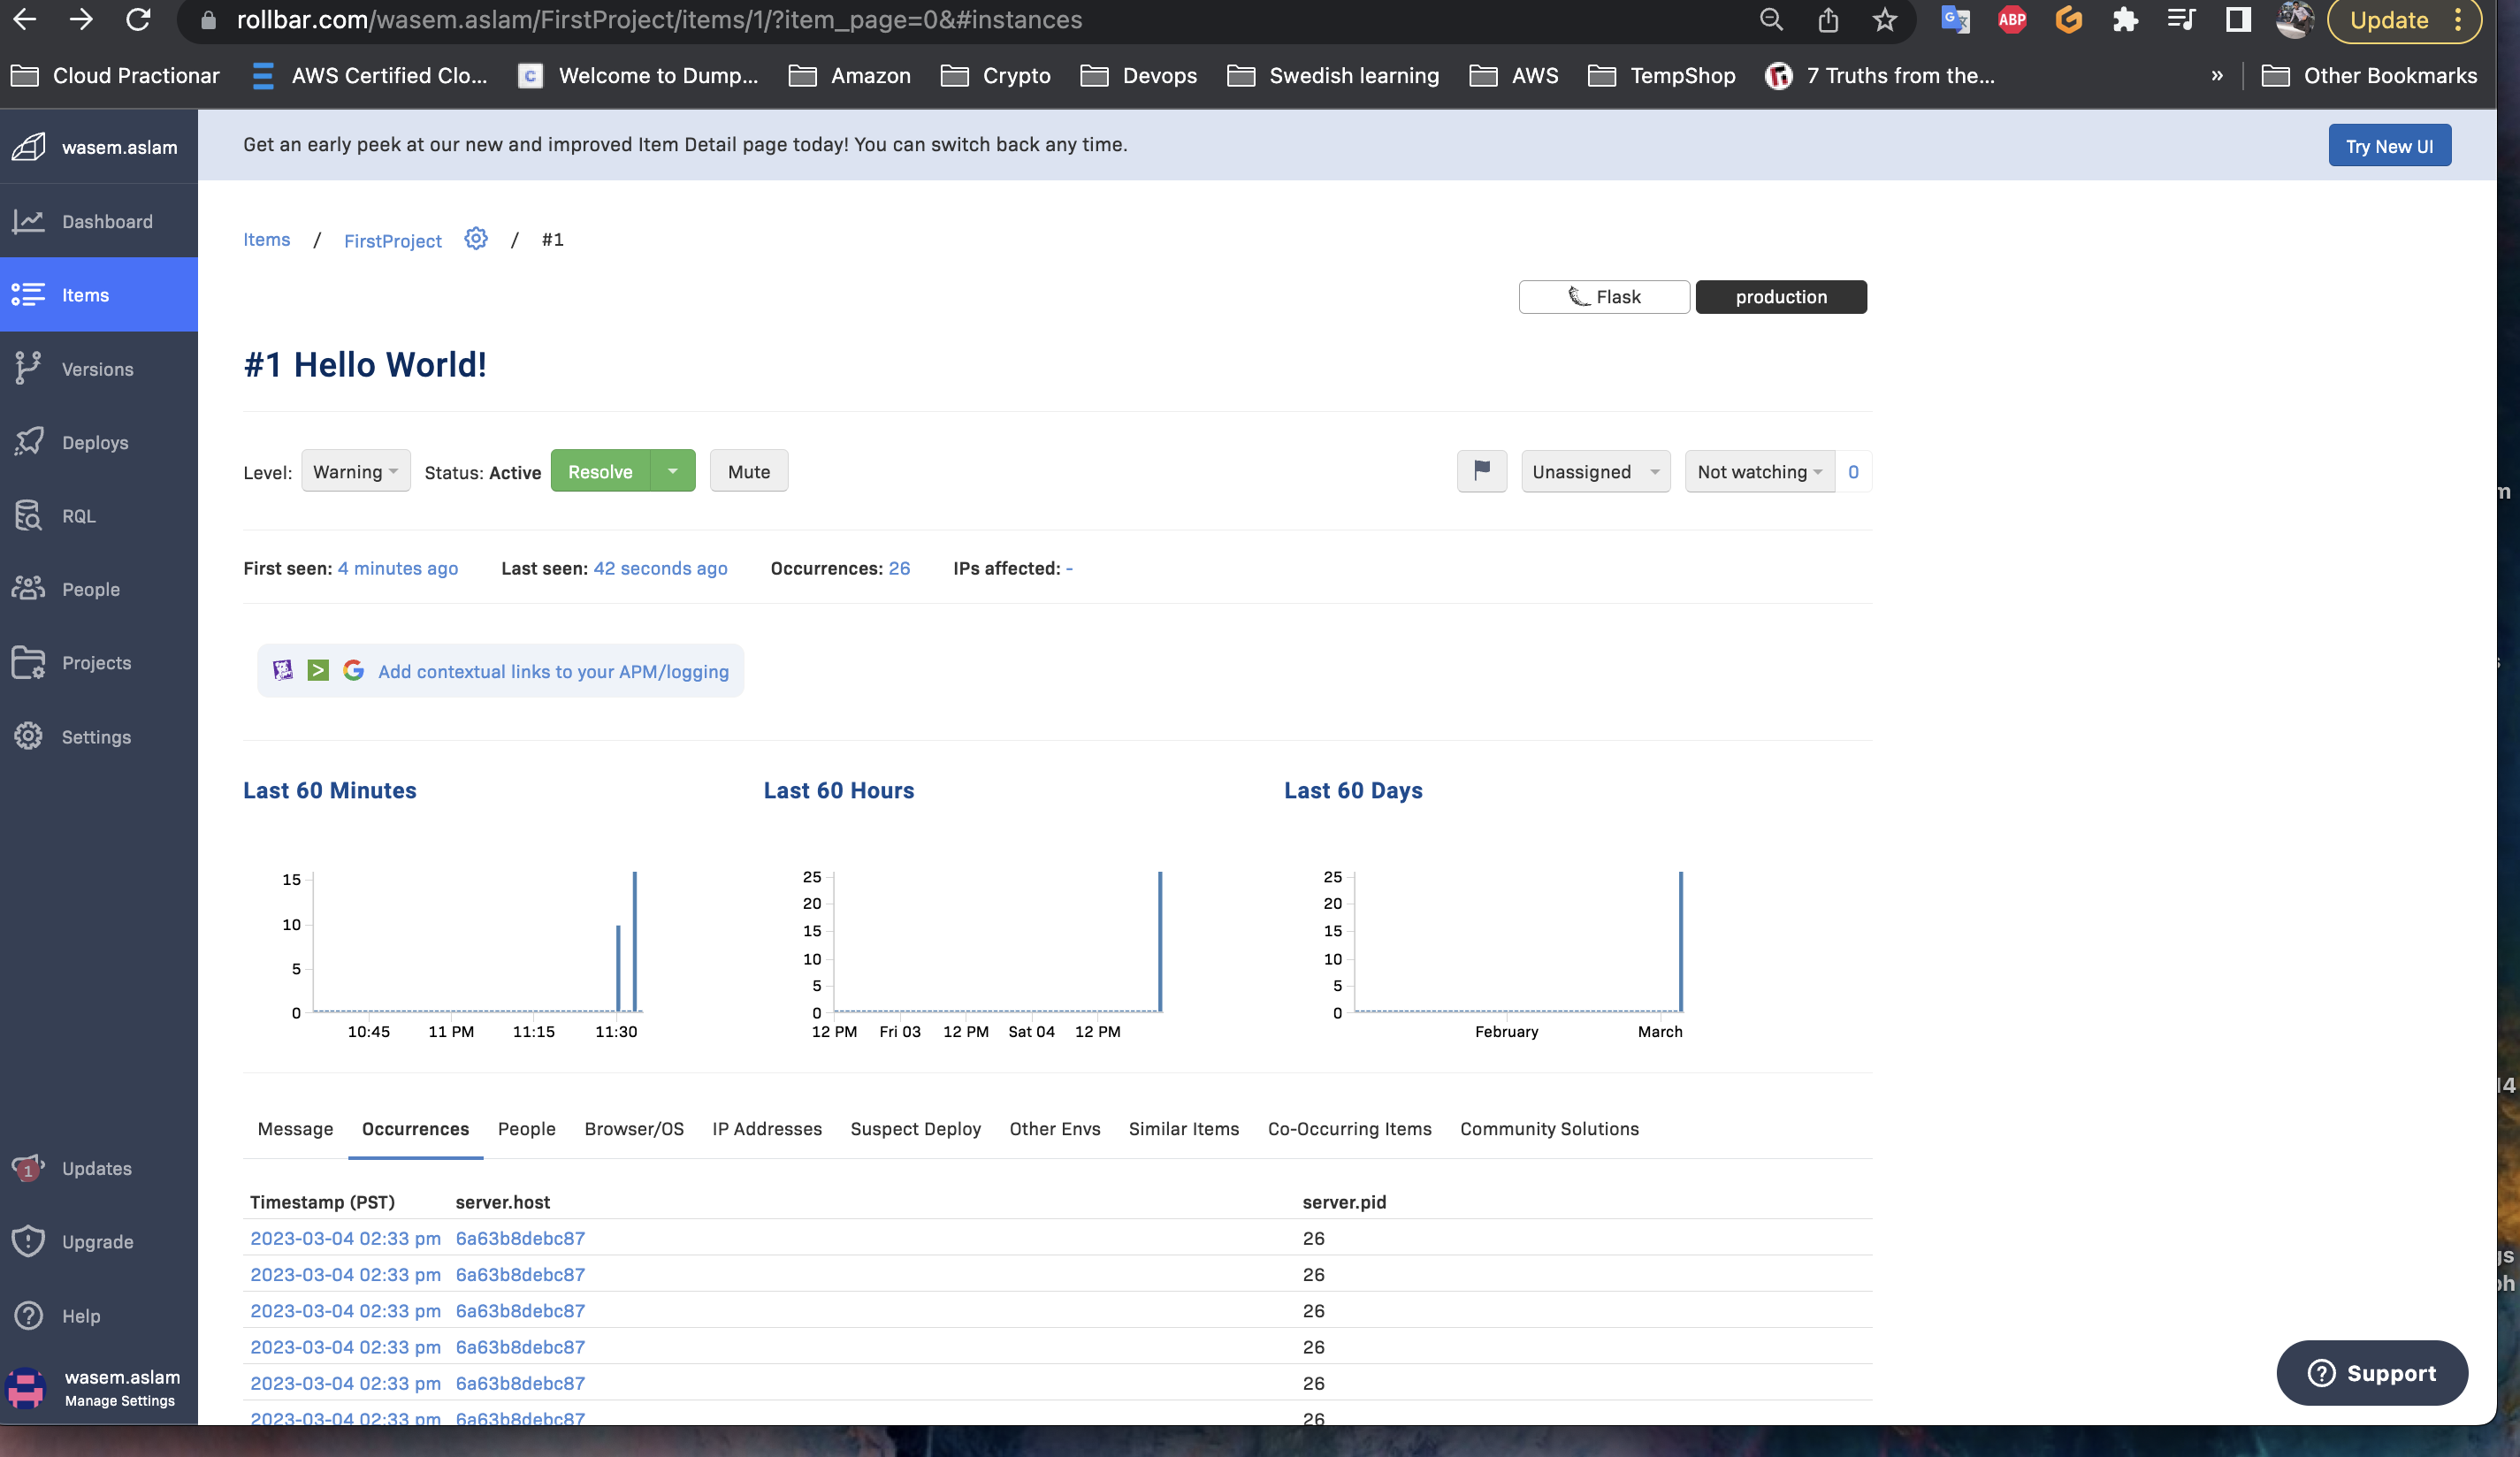 rollbar.com/wasem.aslam/FirstProject/items/1/?item_page=0&#instances
ABP
Update
Cloud Practionar
AWS Certified Clo...
C
Welcome to Dump...
Amazon
Crypto
Devops
Swedish learning
AWS
TempShop
7 Truths from the...
»
Other Bookmarks
wasem.aslam
Get an early peek at our new and improved Item Detail page today! You can switch back any time.
Try New UI
Dashboard
Items
Versions
Deploys
RQL
People
Projects
Settings
1
Updates
Upgrade
Help
wasem.aslam
Manage Settings
Items / FirstProject / #1
Flask
production
#1 Hello World!
Level: Warning Status: Active Resolve Mute
Unassigned Not watching 0
First seen: 4 minutes ago Last seen: 42 seconds ago Occurrences: 26 IPs affected: -
Add contextual links to your APM/logging
Last 60 Minutes
15
10
5
0
10:45 11 PM 11:15 11:30
Last 60 Hours
25
20
15
10
5
0
12 PM Fri 03 12 PM Sat 04 12 PM
Last 60 Days
25
20
15
10
5
0
February March
Message Occurrences People Browser/OS IP Addresses Suspect Deploy Other Envs Similar Items Co-Occurring Items Community Solutions
Timestamp (PST) server.host server.pid
2023-03-04 02:33 pm 6a63b8debc87 26
2023-03-04 02:33 pm 6a63b8debc87 26
2023-03-04 02:33 pm 6a63b8debc87 26
2023-03-04 02:33 pm 6a63b8debc87 26
2023-03-04 02:33 pm 6a63b8debc87 26
2023-03-04 02:33 pm 6a63b8debc87 26
Support